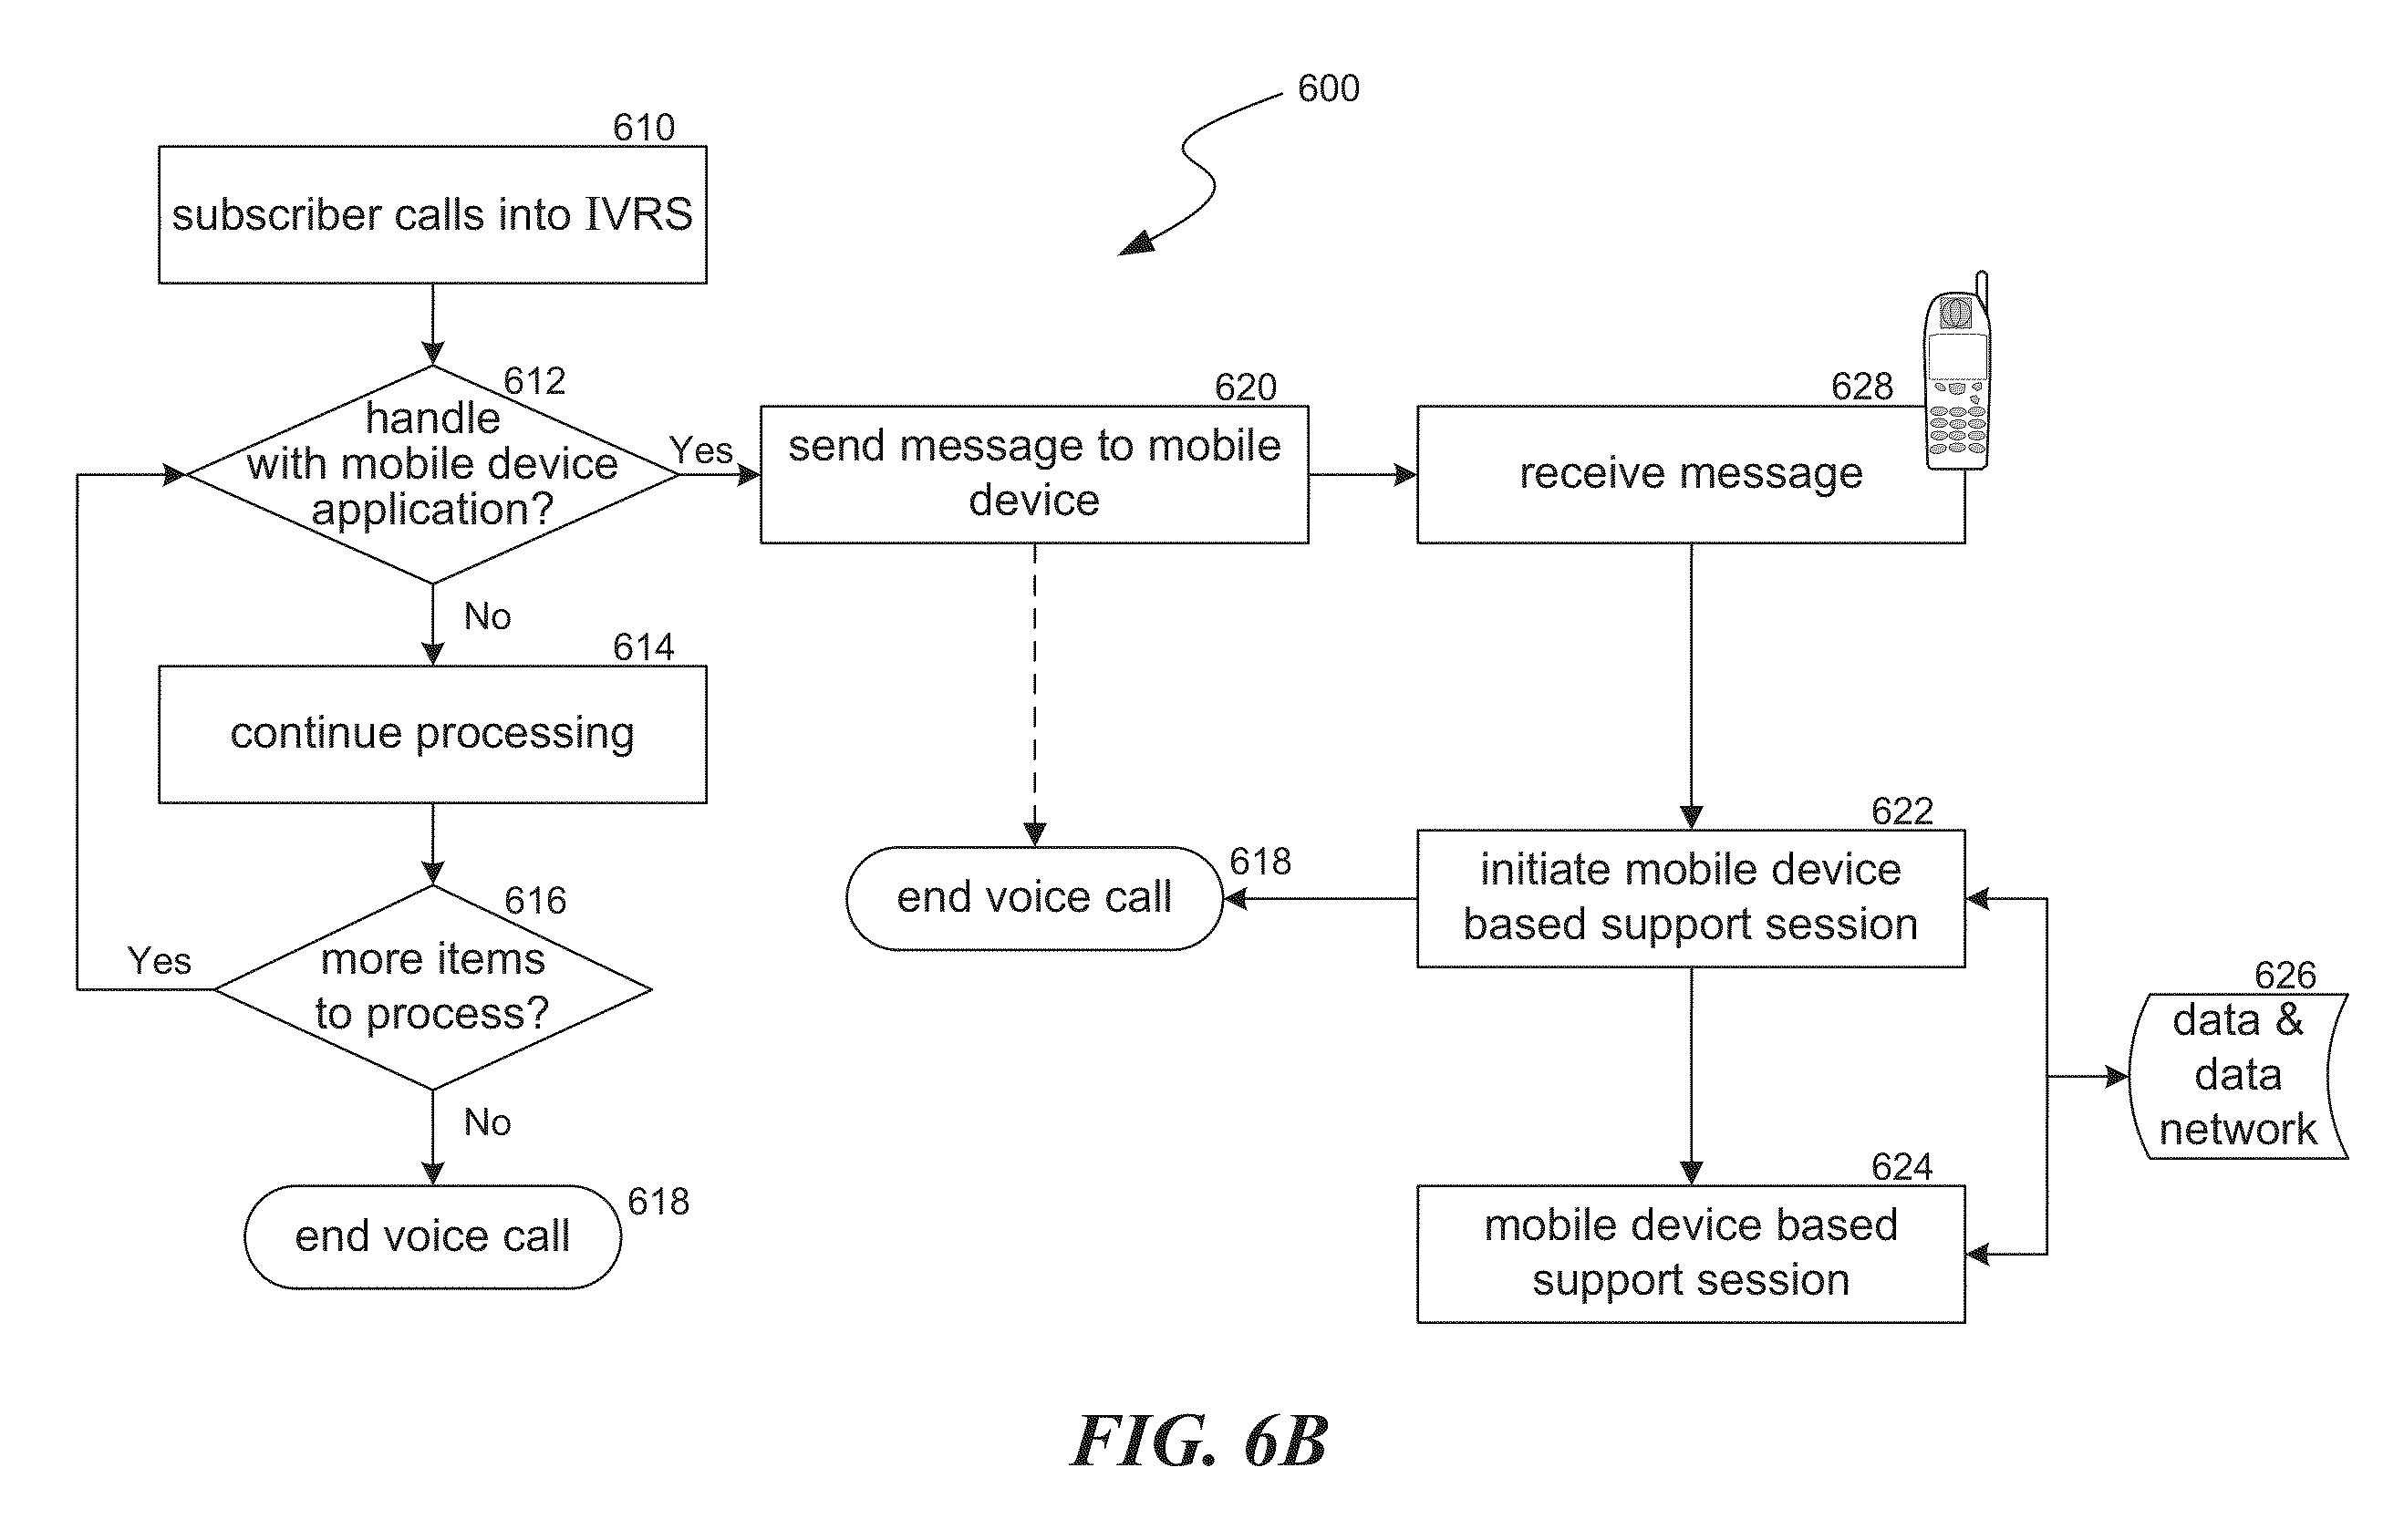 600
610
subscriber calls into IVRS
612
handle
with mobile device
application?
Yes
No
620
send message to mobile
device
628
receive message
614
continue processing
616
more items
to process?
Yes
No
618
end voice call
618
end voice call
622
initiate mobile device
based support session
626
data &
data
network
624
mobile device based
support session
FIG. 6B